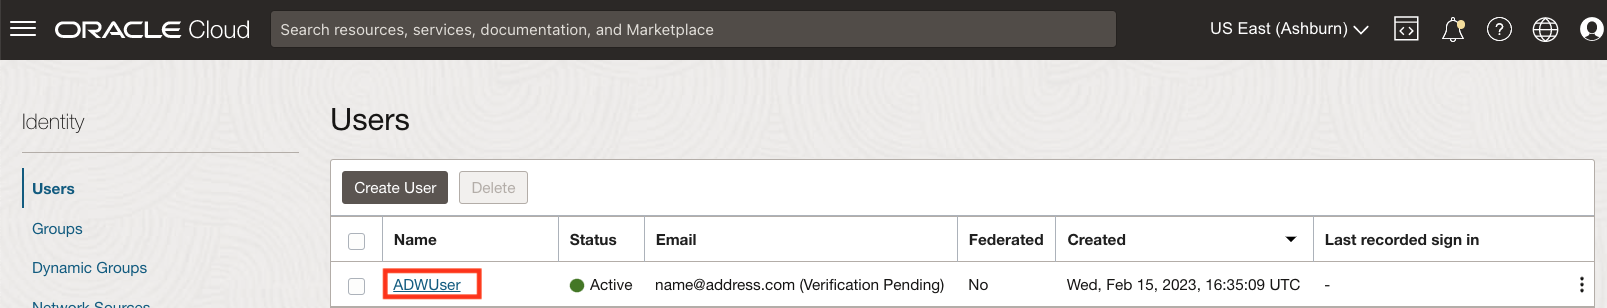 ORACLE Cloud
Search resources, services, documentation, and Marketplace
US East (Ashburn)
Identity
Users
Groups
Dynamic Groups
Network Sources
Users
Create User Delete
Name Status Email Federated Created Last recorded sign in
ADWUser Active name@address.com (Verification Pending) No Wed, Feb 15, 2023, 16:35:09 UTC -